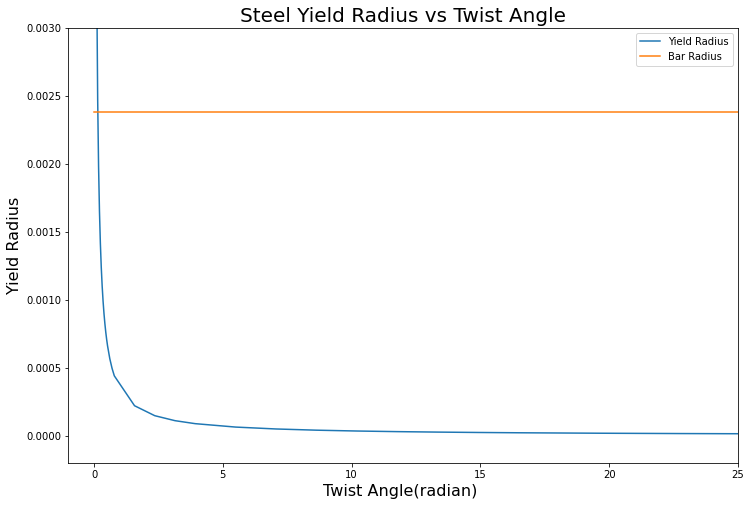 Steel Yield Radius vs Twist Angle
Yield Radius
Bar Radius
0.0030
0.0025
0.0020
0.0015
0.0010
0.0005
0.0000
Yield Radius
0
5
10
15
20
25
Twist Angle(radian)